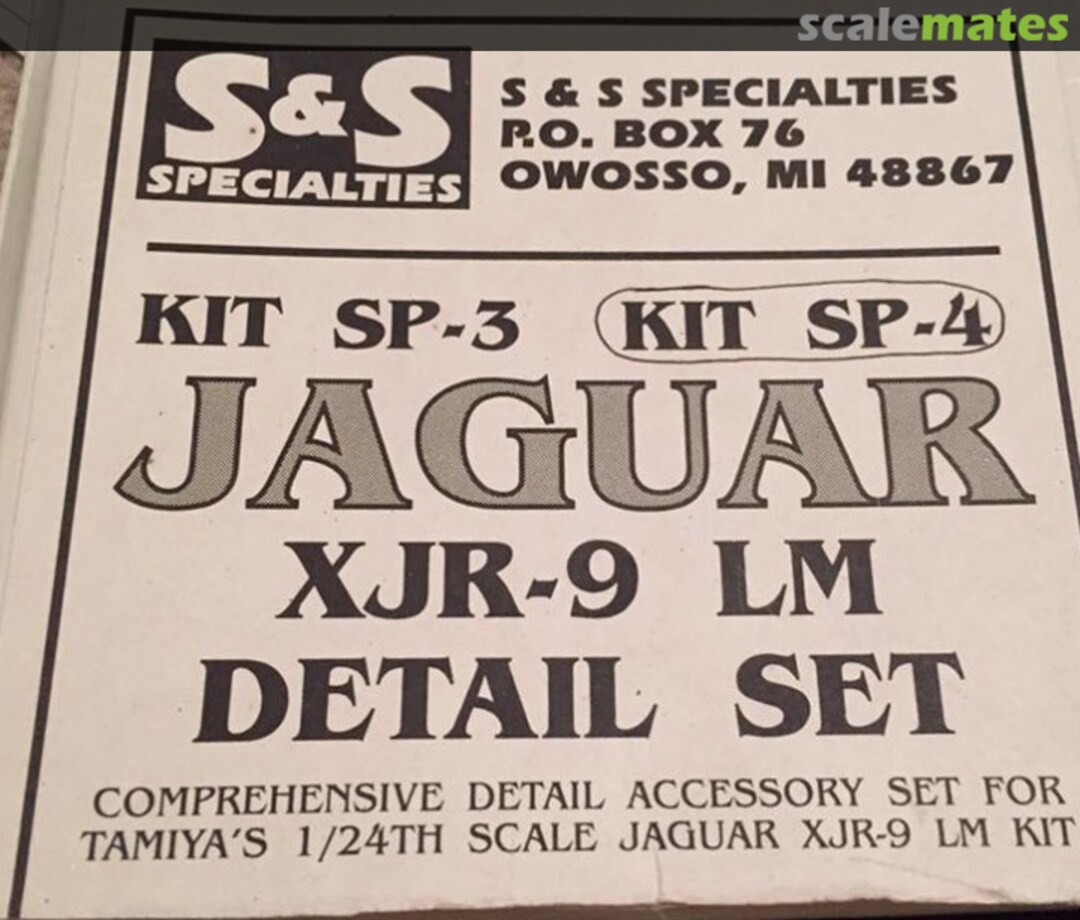 scalemates
S&S
SPECIALTIES
S & S SPECIALTIES
P.O. BOX 76
OWOSSO, MI 48867
KIT SP-3 KIT SP-4
JAGUAR
XJR-9 LM
DETAIL SET
COMPREHENSIVE DETAIL ACCESSORY SET FOR
TAMIYA'S 1/24TH SCALE JAGUAR XJR-9 LM KIT